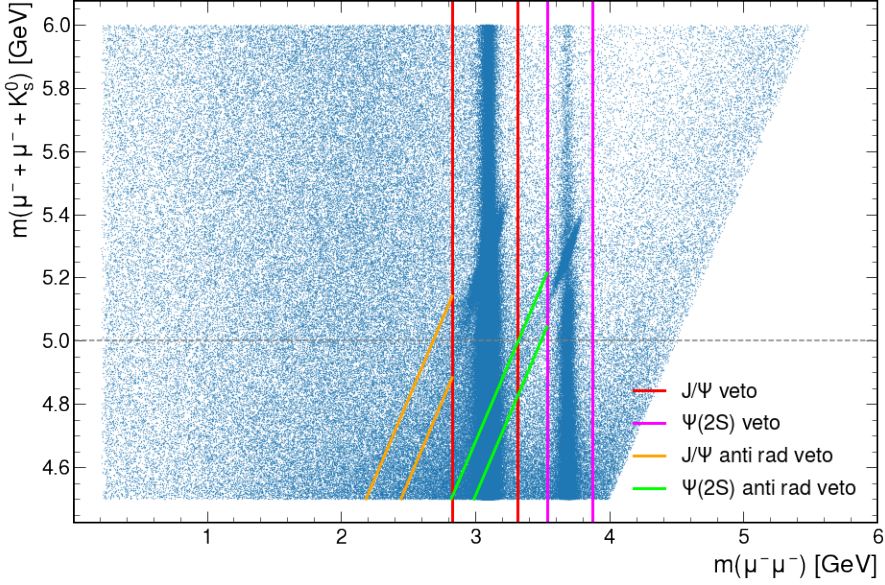 m(μ⁻ + μ⁻ + K⁰ₛ) [GeV]
6.0
5.8
5.6
5.4
5.2
5.0
4.8
4.6
J/Ψ veto
Ψ(2S) veto
J/Ψ anti rad veto
Ψ(2S) anti rad veto
1 2 3 4 5 6
m(μ⁻μ⁻) [GeV]